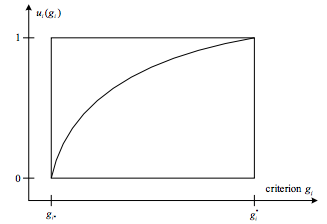 u_i(g_i)
1
0
criterion g_i
g_i* g_i^*